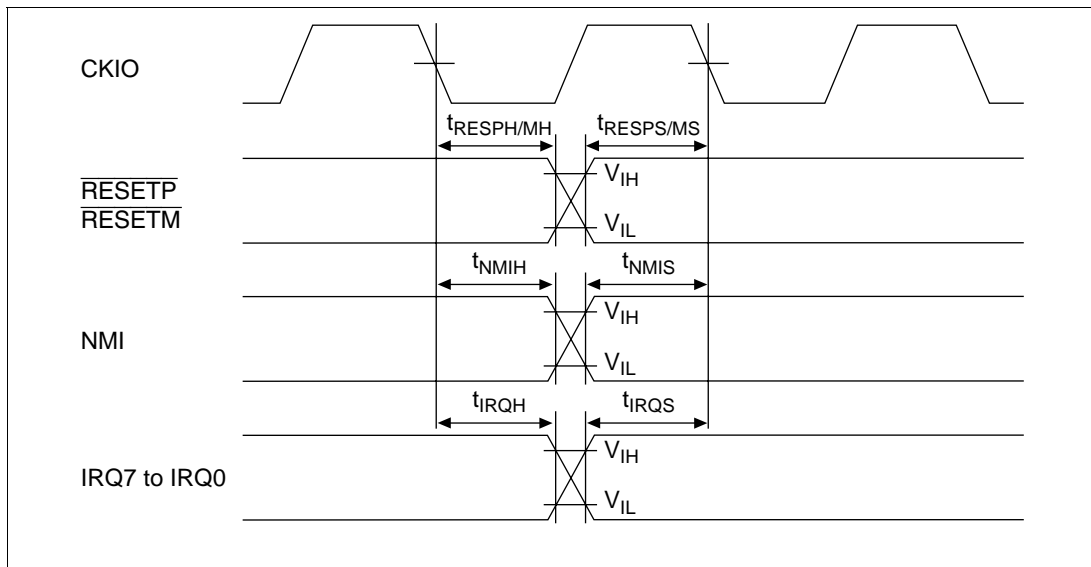 CKIO
tRESPH/MH tRESPS/MS
RESETP
RESETM
VIH
VIL
tNMIH tNMIS
NMI
VIH
VIL
tIRQH tIRQS
IRQ7 to IRQ0
VIH
VIL